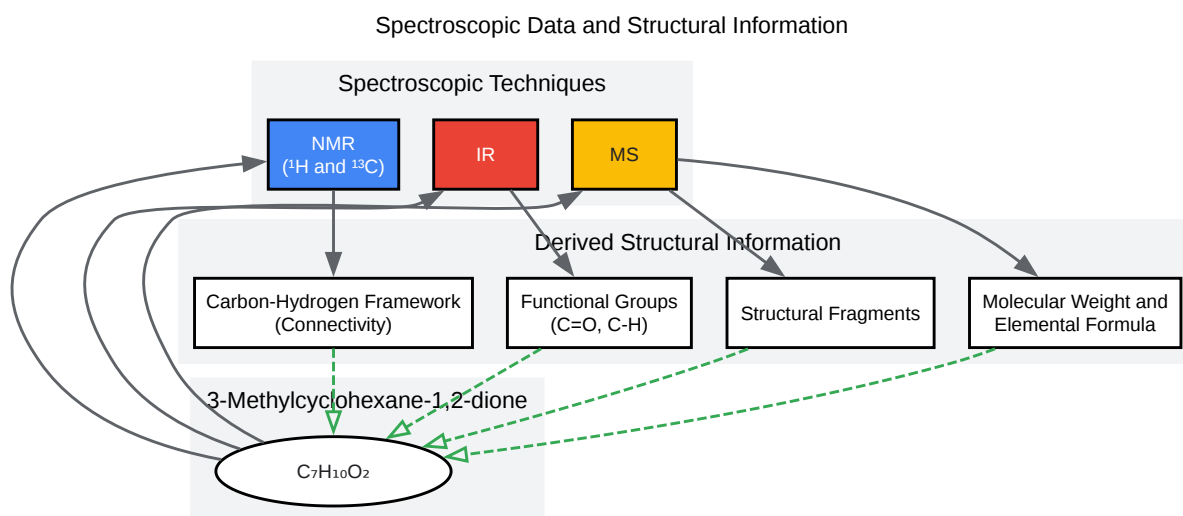 Spectroscopic Data and Structural Information
Spectroscopic Techniques
NMR
(¹H and ¹³C)
IR
MS
Derived Structural Information
Carbon-Hydrogen Framework
(Connectivity)
Functional Groups
(C=O, C-H)
Structural Fragments
Molecular Weight and
Elemental Formula
3-Methylcyclohexane-1,2-dione
C₇H₁₀O₂